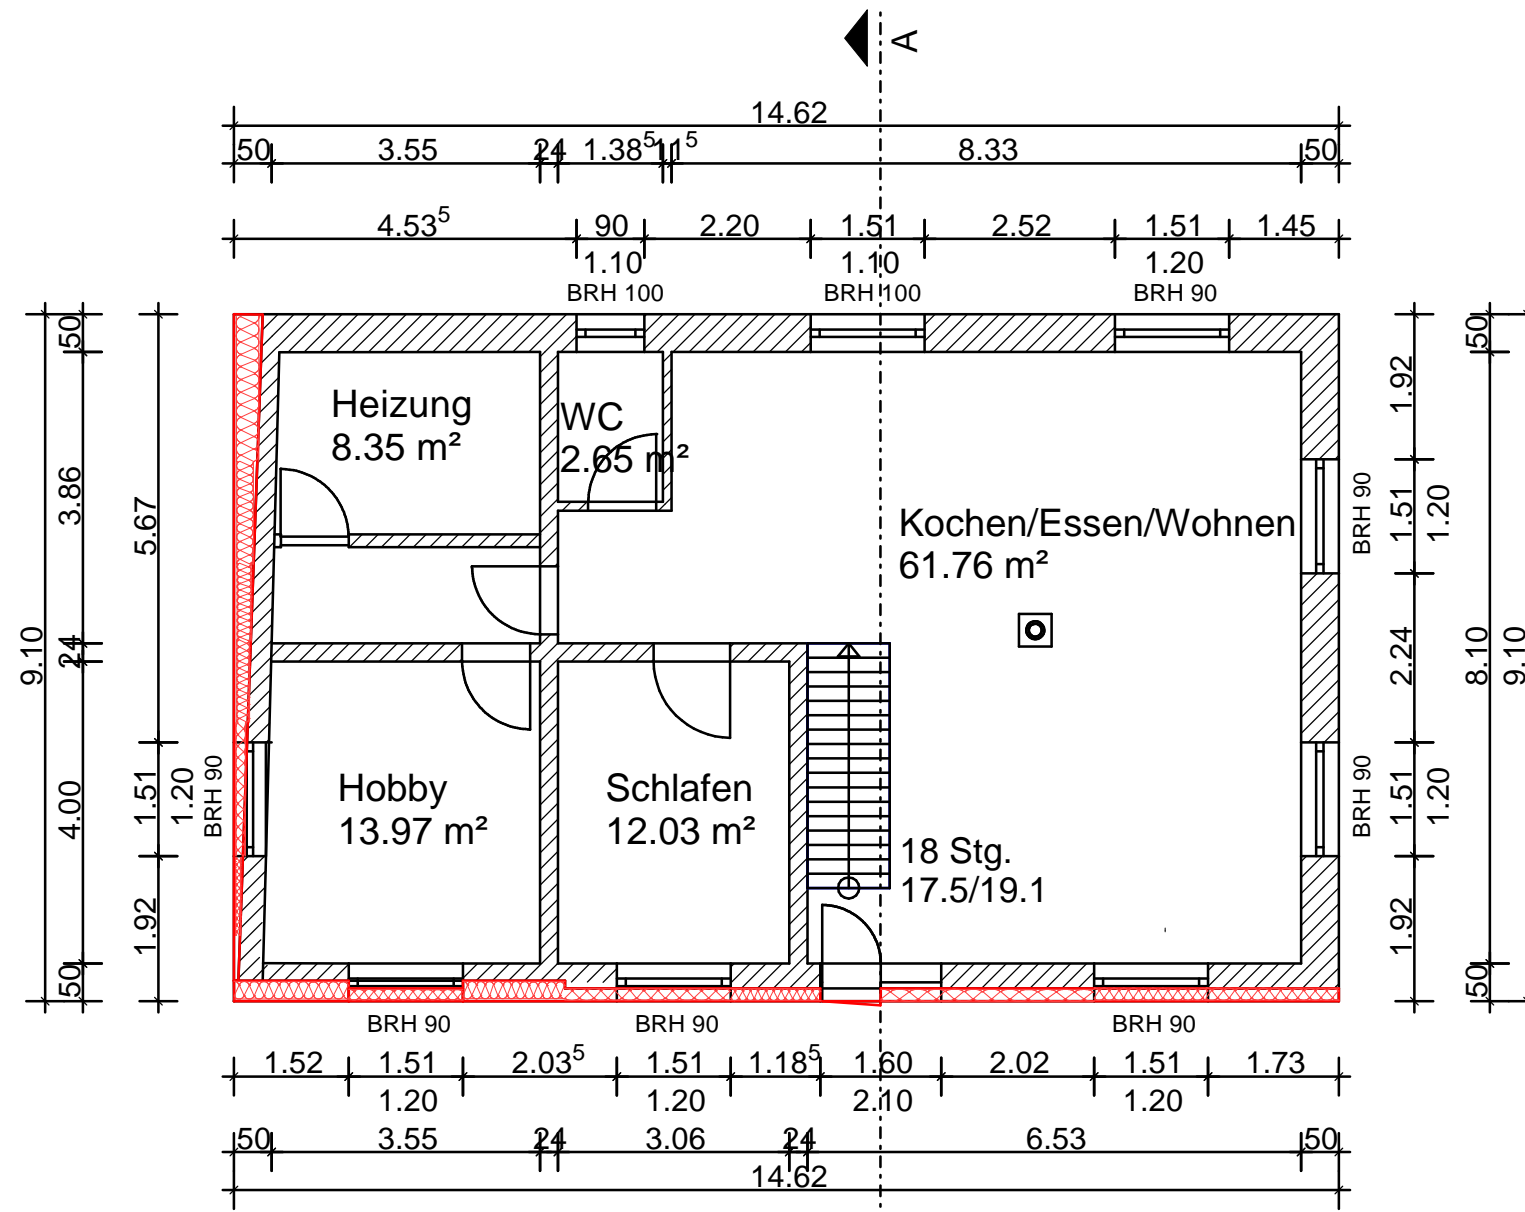 A
14.62
50 3.55 24 1.38⁵ 11⁵ 8.33 50
4.53⁵ 90 2.20 1.51 2.52 1.51 1.45
1.10 1.10 1.20
BRH 100 BRH 100 BRH 90
9.10
50 3.86 24 4.00 50
5.67 1.51 1.92
1.20
BRH 90
Heizung
8.35 m²
WC
2.65 m²
Kochen/Essen/Wohnen
61.76 m²
Hobby
13.97 m²
Schlafen
12.03 m²
18 Stg.
17.5/19.1
BRH 90
BRH 90
1.92 1.51 2.24 1.51 1.92
1.20 1.20
50 8.10 50
9.10
BRH 90 BRH 90 BRH 90
1.52 1.51 2.03⁵ 1.51 1.18⁵ 1.60 2.02 1.51 1.73
1.20 1.20 2.10 1.20
50 3.55 24 3.06 24 6.53 50
14.62